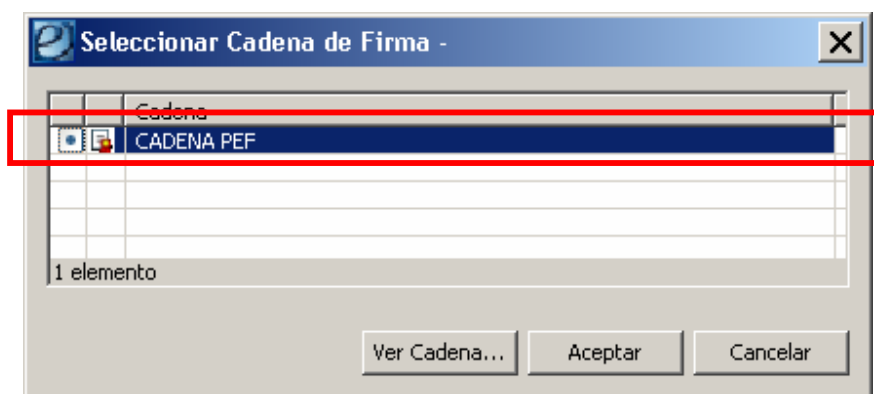 Seleccionar Cadena de Firma -
Cadena
CADENA PEF
1 elemento
Ver Cadena... Aceptar Cancelar